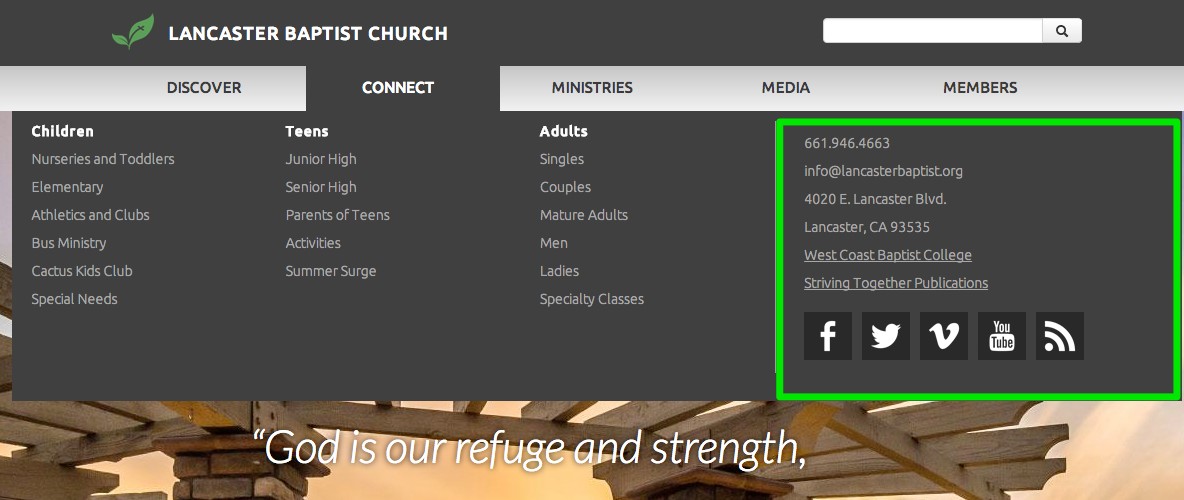 LANCASTER BAPTIST CHURCH
DISCOVER CONNECT MINISTRIES MEDIA MEMBERS
Children
Nurseries and Toddlers
Elementary
Athletics and Clubs
Bus Ministry
Cactus Kids Club
Special Needs
Teens
Junior High
Senior High
Parents of Teens
Activities
Summer Surge
Adults
Singles
Couples
Mature Adults
Men
Ladies
Specialty Classes
661.946.4663
info@lancasterbaptist.org
4020 E. Lancaster Blvd.
Lancaster, CA 93535
West Coast Baptist College
Striving Together Publications
You
Tube
“God is our refuge and strength,